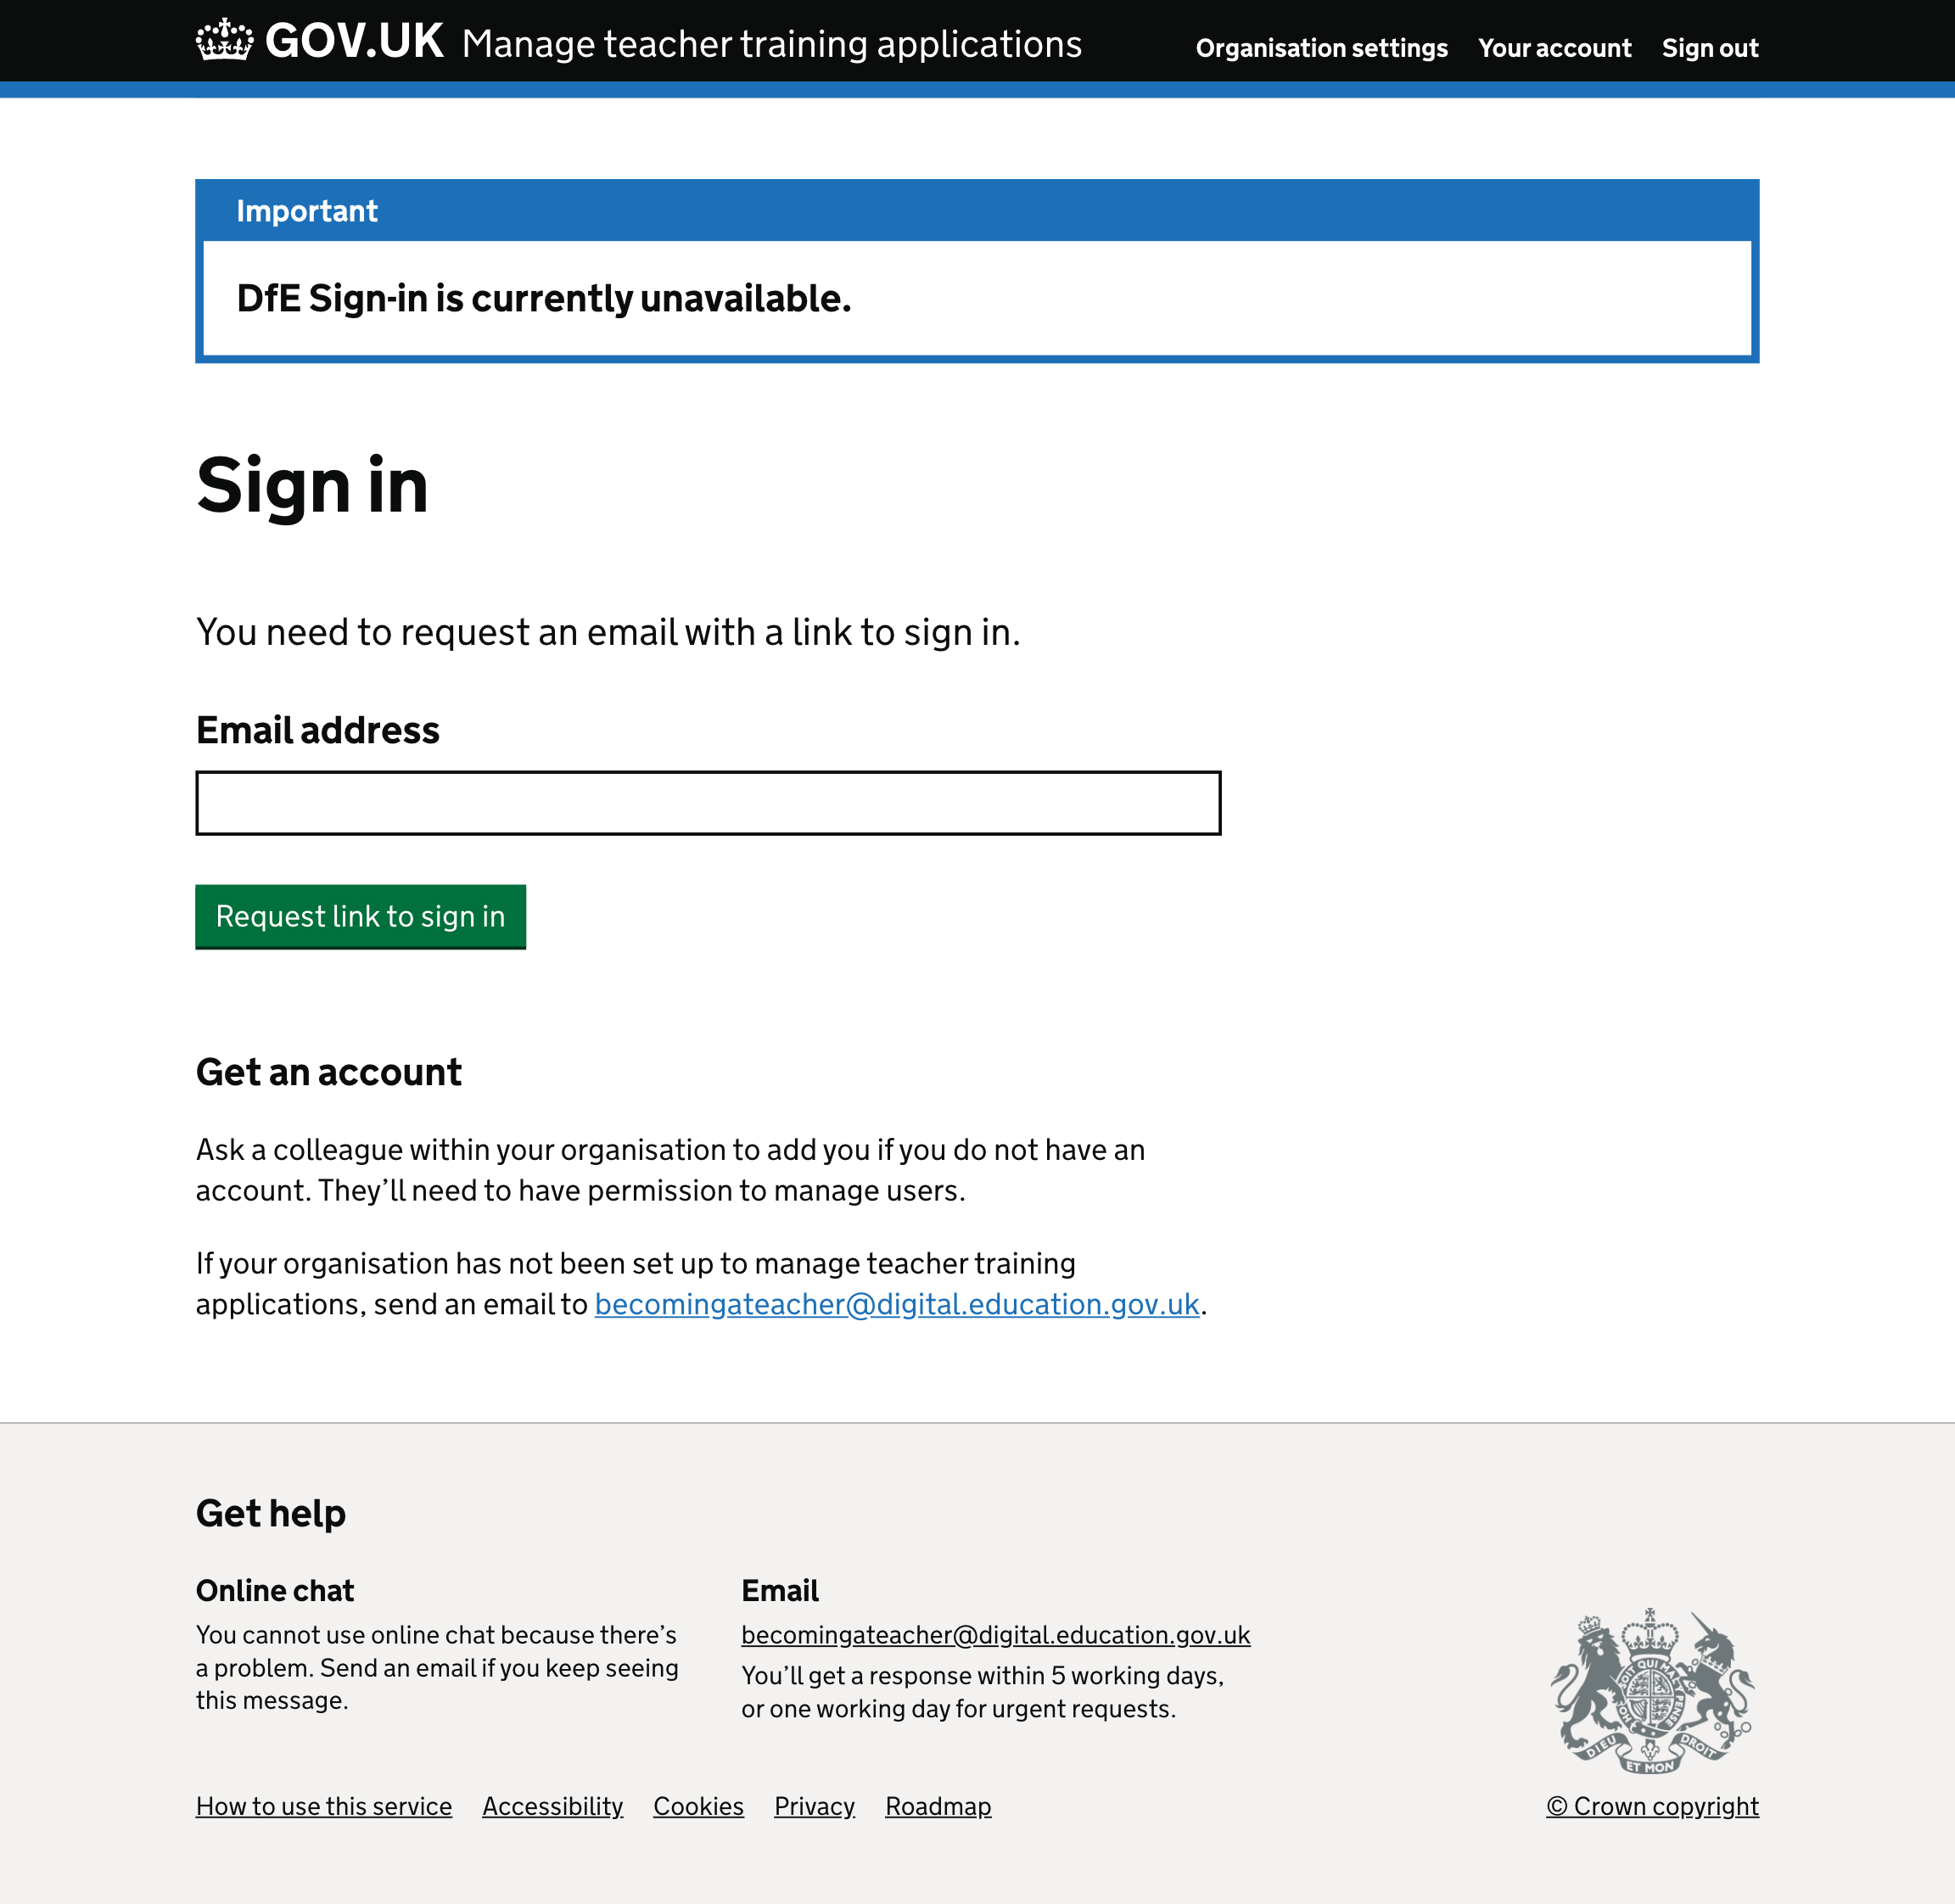 GOV.UK Manage teacher training applications Organisation settings Your account Sign out
Important
DfE Sign-in is currently unavailable.
Sign in
You need to request an email with a link to sign in.
Email address
Request link to sign in
Get an account
Ask a colleague within your organisation to add you if you do not have an
account. They’ll need to have permission to manage users.
If your organisation has not been set up to manage teacher training
applications, send an email to becomingateacher@digital.education.gov.uk.
Get help
Online chat
You cannot use online chat because there’s
a problem. Send an email if you keep seeing
this message.
Email
becomingateacher@digital.education.gov.uk
You’ll get a response within 5 working days,
or one working day for urgent requests.
DIEU ET MON DROIT
How to use this service Accessibility Cookies Privacy Roadmap
© Crown copyright